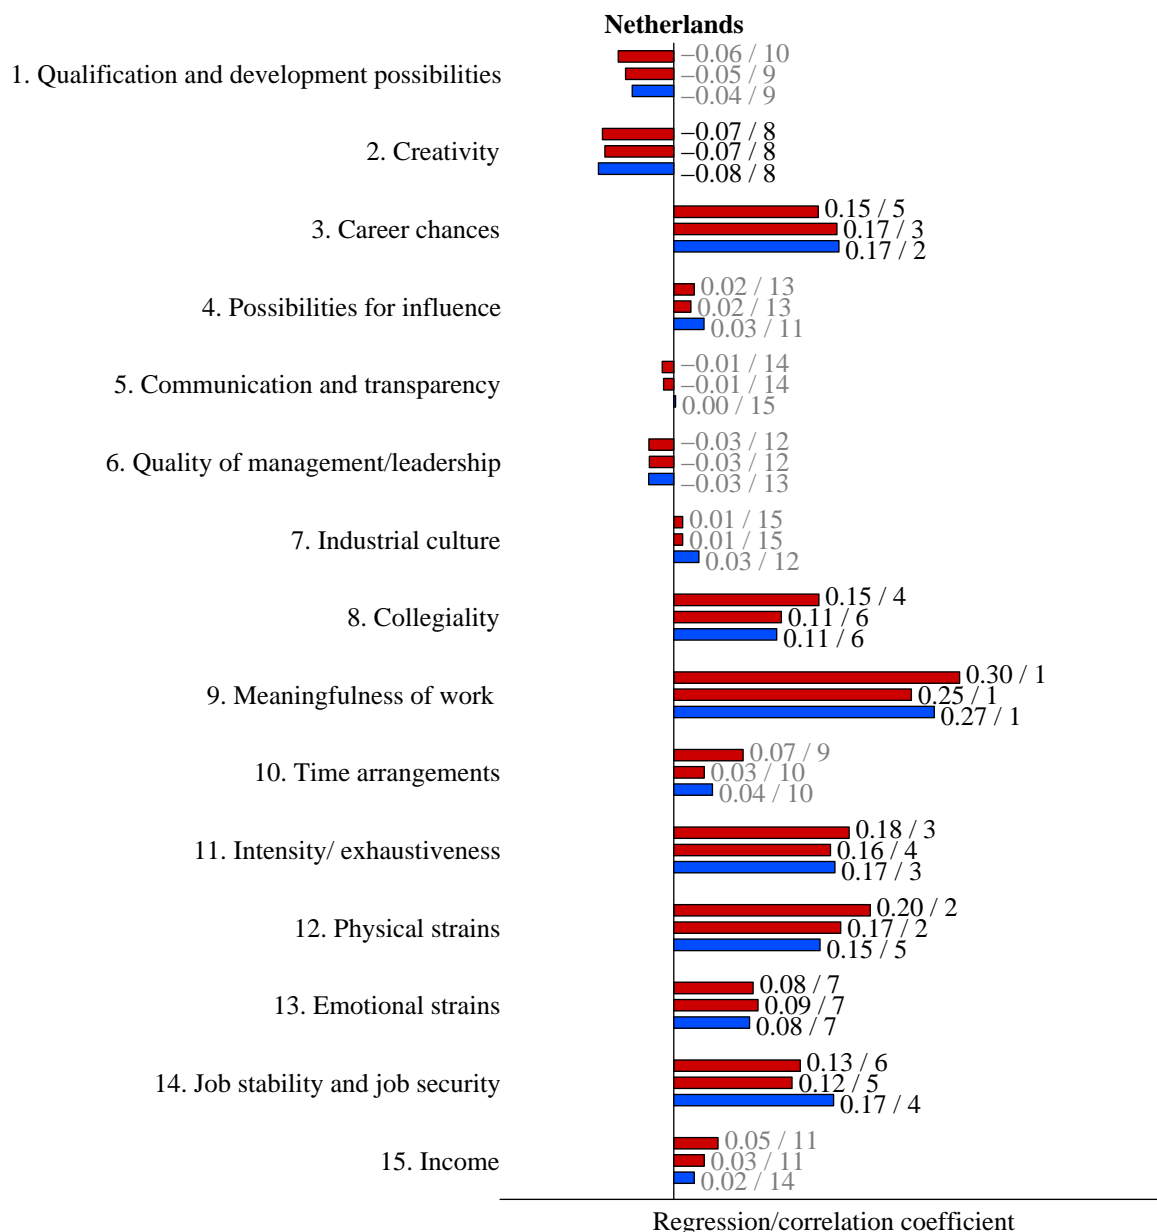 Netherlands
1. Qualification and development possibilities
–0.06 / 10
–0.05 / 9
–0.04 / 9
2. Creativity
–0.07 / 8
–0.07 / 8
–0.08 / 8
3. Career chances
0.15 / 5
0.17 / 3
0.17 / 2
4. Possibilities for influence
0.02 / 13
0.02 / 13
0.03 / 11
5. Communication and transparency
–0.01 / 14
–0.01 / 14
0.00 / 15
6. Quality of management/leadership
–0.03 / 12
–0.03 / 12
–0.03 / 13
7. Industrial culture
0.01 / 15
0.01 / 15
0.03 / 12
8. Collegiality
0.15 / 4
0.11 / 6
0.11 / 6
9. Meaningfulness of work
0.30 / 1
0.25 / 1
0.27 / 1
10. Time arrangements
0.07 / 9
0.03 / 10
0.04 / 10
11. Intensity/ exhaustiveness
0.18 / 3
0.16 / 4
0.17 / 3
12. Physical strains
0.20 / 2
0.17 / 2
0.15 / 5
13. Emotional strains
0.08 / 7
0.09 / 7
0.08 / 7
14. Job stability and job security
0.13 / 6
0.12 / 5
0.17 / 4
15. Income
0.05 / 11
0.03 / 11
0.02 / 14
Regression/correlation coefficient